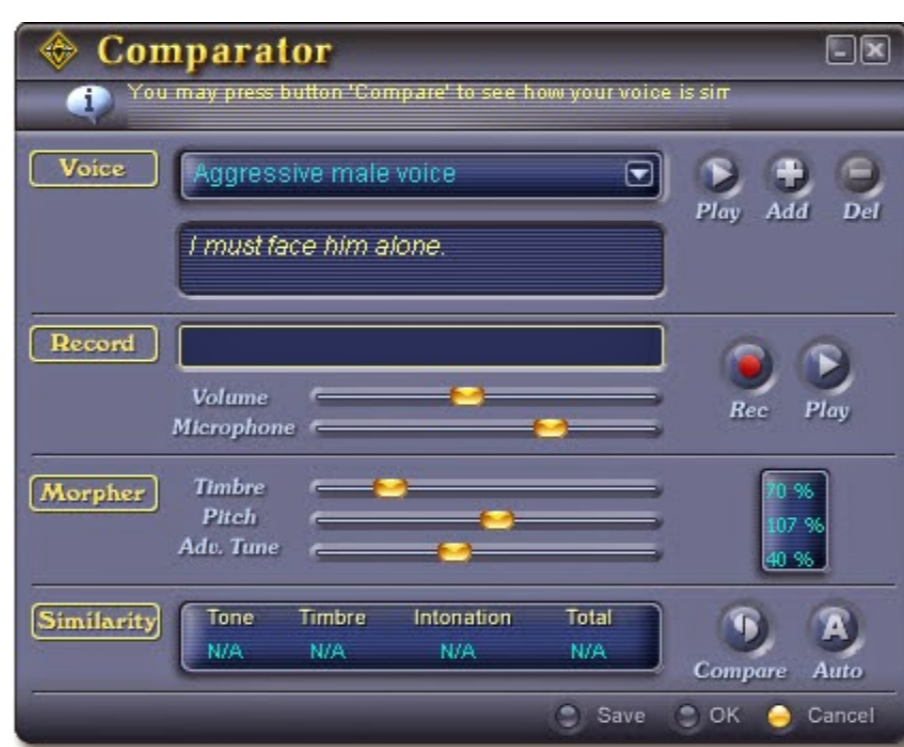 Comparator
You may press button 'Compare' to see how your voice is
Voice
Aggressive male voice
Play Add Del
I must face him alone.
Record
Volume
Microphone
Rec Play
Morpher
Timbre
70 %
Pitch
107 %
Adv. Tune
40 %
Similarity
Tone Timbre Intonation Total
N/A N/A N/A N/A
Compare Auto
Save OK Cancel